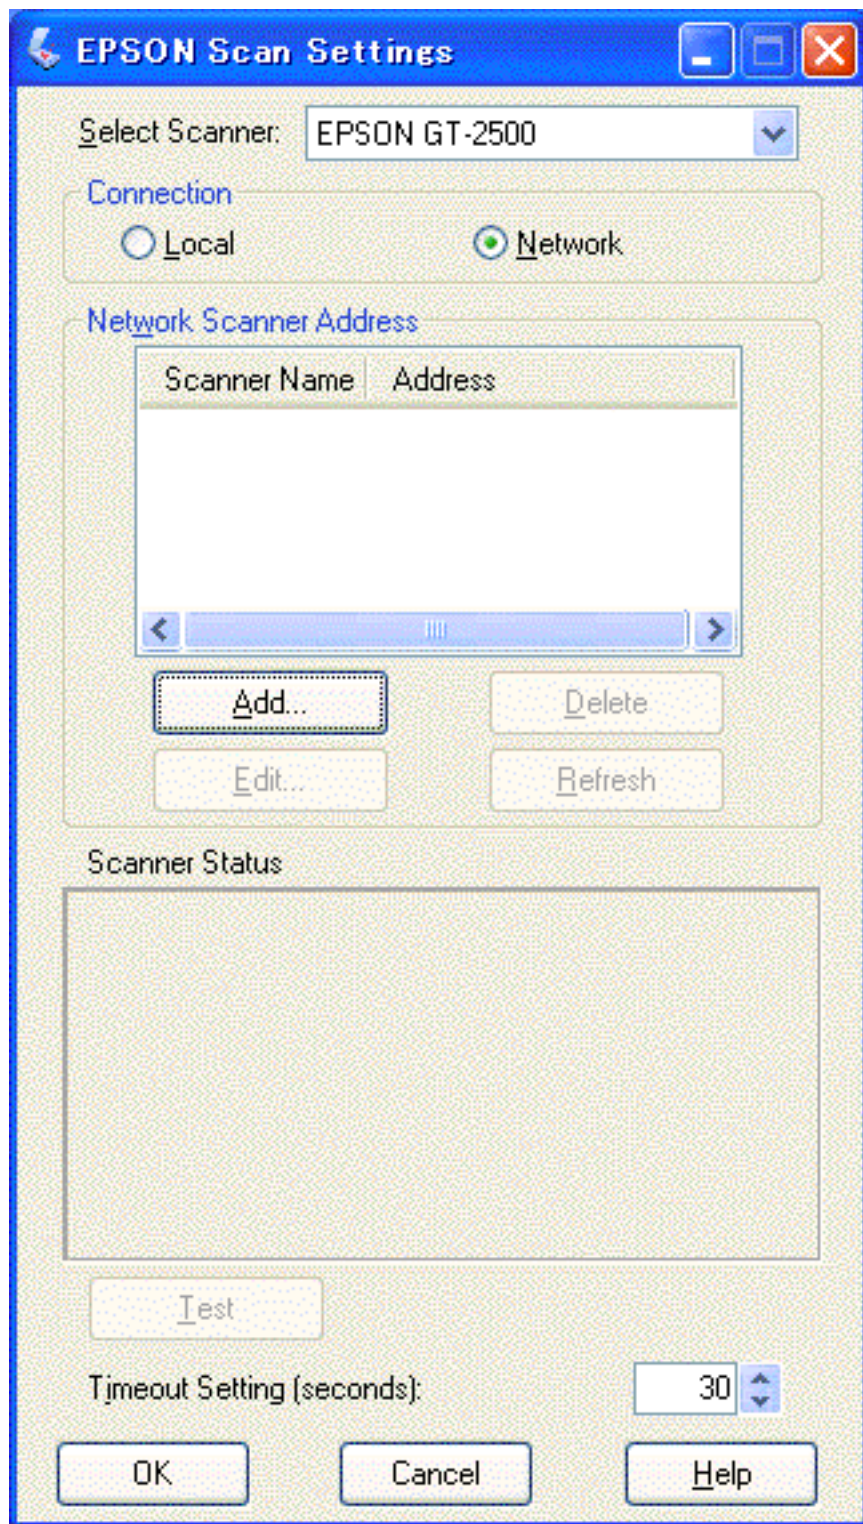 EPSON Scan Settings
Select Scanner: EPSON GT-2500
Connection
Local Network
Network Scanner Address
Scanner Name Address
Add... Delete
Edit... Refresh
Scanner Status
Test
Timeout Setting (seconds): 30
OK Cancel Help